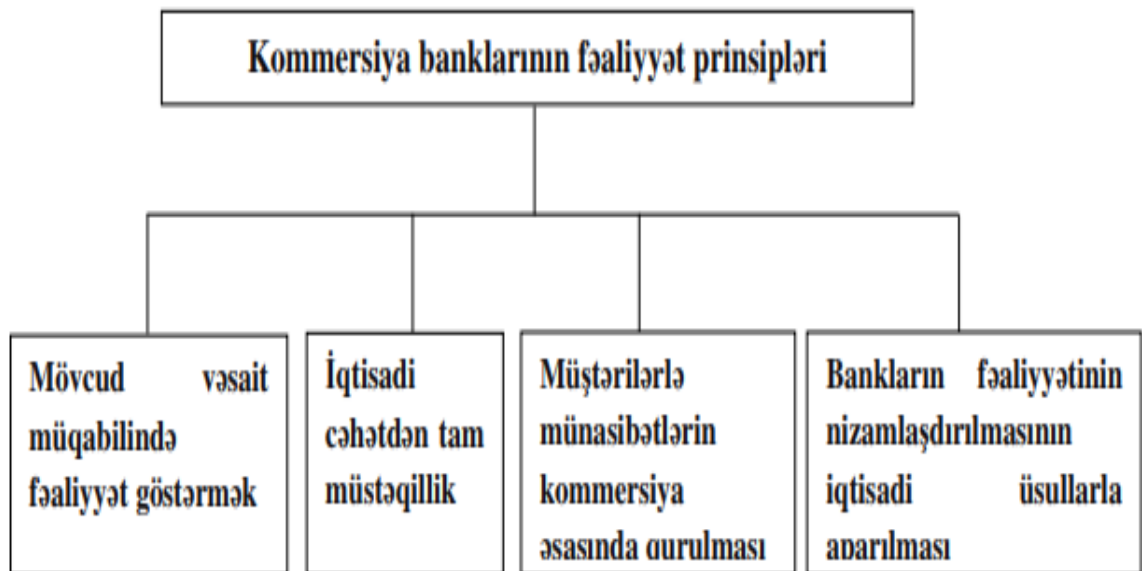 Kommersiya banklarının fəaliyyət prinsipləri
Mövcud vəsait
müqabilində
fəaliyyət göstərmək
İqtisadi
cəhətdən tam
müstəqillik
Müştərilərlə
münasibətlərin
kommersiya
əsasında qurulması
Bankların fəaliyyətinin
nizamlaşdırılmasının
iqtisadi üsullarla
aparılması